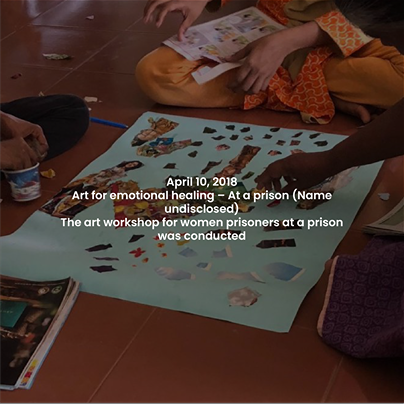 April 10, 2018
Art for emotional healing – At a prison (Name
undisclosed)
The art workshop for women prisoners at a prison
was conducted